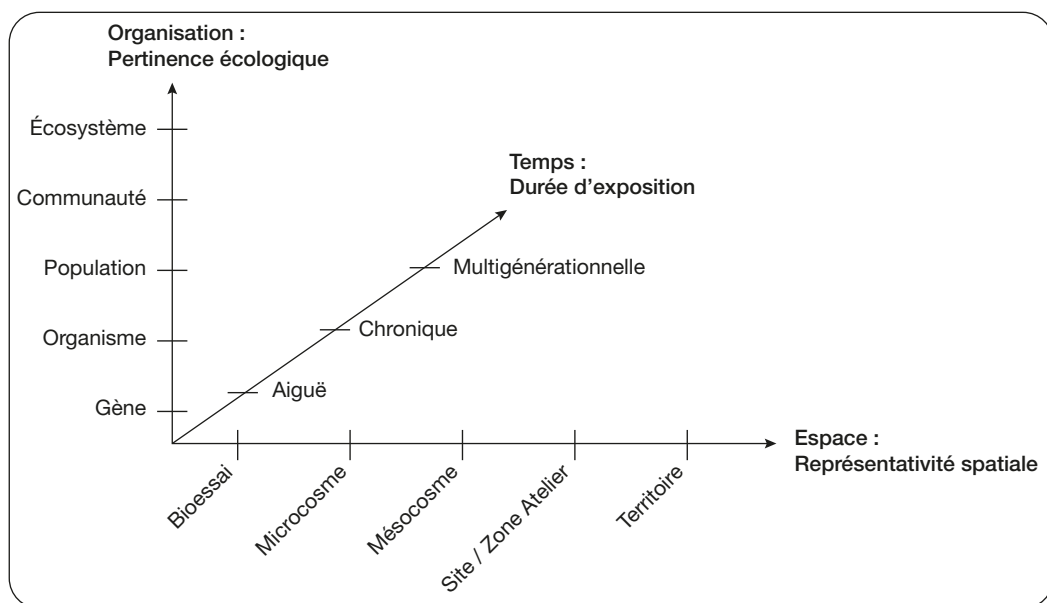 Organisation :
Pertinence écologique
Écosystème
Communauté
Population
Organisme
Gène
Temps :
Durée d'exposition
Multigénérationnelle
Chronique
Aiguë
Espace :
Représentativité spatiale
Bioessai
Microcosme
Mésocosme
Site / Zone Atelier
Territoire